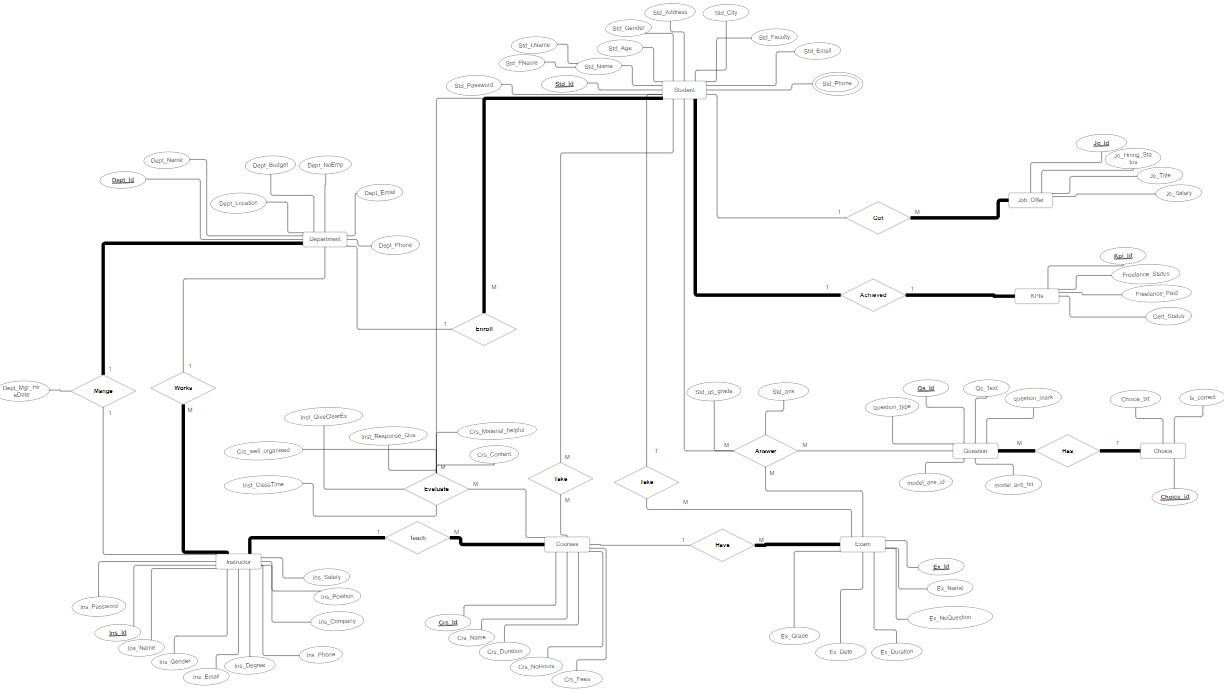 Std_Address
Std_City
Std_Gender
Std_Faculty
Std_LName
Std_Age
Std_Email
Std_FName
Std_Name
Std_Password
Std_Id
Student
Std_Phone
Jo_Id
Dept_Name
Dept_Budget
Dept_NoEmp
Jo_Hiring_Sta
tus
Dept_Id
Jo_Title
Dept_Email
Jo_Salary
Dept_Location
Job_Offer
1
Got
M
Department
Dept_Phone
Kpi_Id
Freelance_Status
M
1
Achieved
1
KPIs
Freelance_Paid
Cert_Status
1
Enroll
1
1
Dept_Mgr_Hir
eDate
Mange
Works
Std_qs_grade
Std_ans
Qs_Id
Qs_Text
question_mark
Choice_txt
Is_correct
1
M
question_type
Inst_GnieClearEx
Inst_Response_Qus
Crs_Material_helpful
Crs_well_organised
Crs_Content
M
M
1
M
Answer
M
Question
M
Has
1
Choice
M
Inst_ClassTime
Evaluate
M
Take
Take
M
model_ans_id
model_ans_txt
Choice_id
M
M
1
Teach
M
Courses
1
Have
M
Exam
Instructor
Ins_Salary
Ex_Id
Ins_Position
Ex_Name
Ins_Password
Ins_Company
Crs_Id
Ex_NoQuestion
Ins_Id
Crs_Name
Ex_Grade
Ins_Name
Crs_Duration
Ex_Date
Ex_Duration
Ins_Gender
Ins_Degree
Ins_Phone
Crs_NoHours
Ins_Email
Crs_Fees